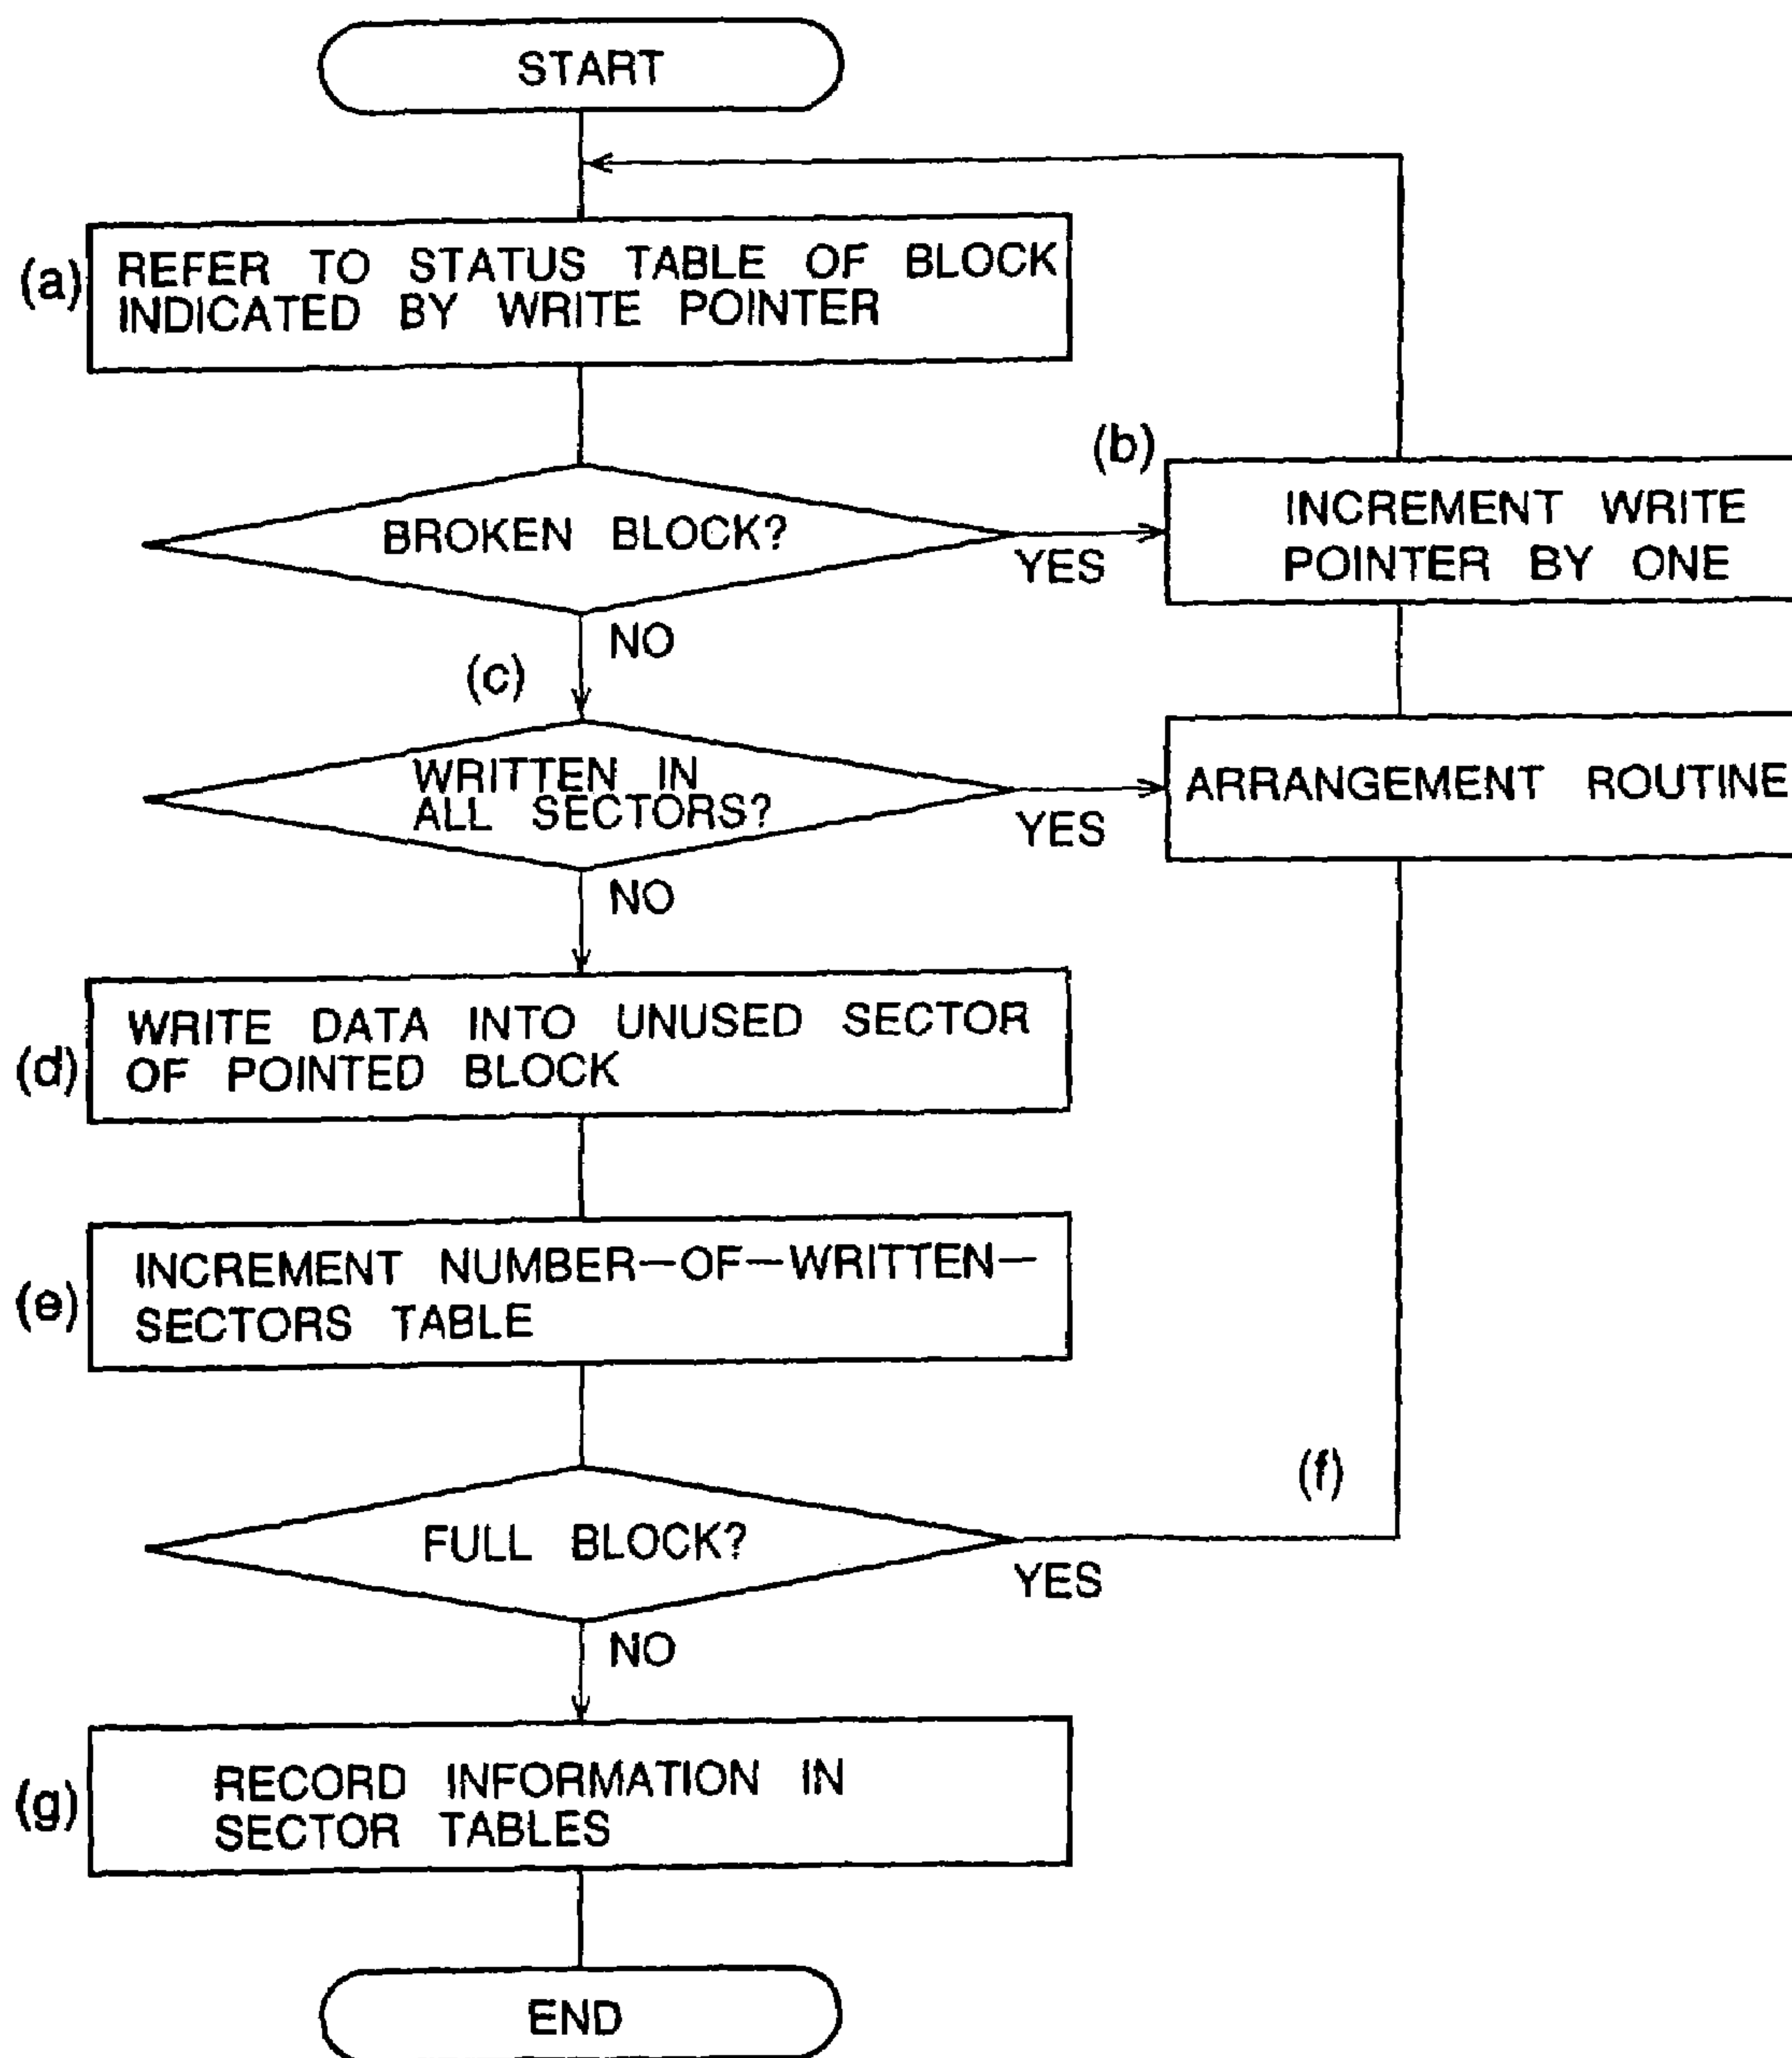 START
(a)
REFER TO STATUS TABLE OF BLOCK
INDICATED BY WRITE POINTER
BROKEN BLOCK?
YES
NO
(b)
INCREMENT WRITE
POINTER BY ONE
(c)
WRITTEN IN
ALL SECTORS?
YES
NO
ARRANGEMENT ROUTINE
(d)
WRITE DATA INTO UNUSED SECTOR
OF POINTED BLOCK
(e)
INCREMENT NUMBER—OF—WRITTEN—
SECTORS TABLE
FULL BLOCK?
YES
(f)
NO
(g)
RECORD INFORMATION IN
SECTOR TABLES
END